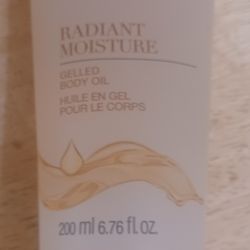 RADIANT
MOISTURE
GELLED
BODY OIL
HUILE EN GEL
POUR LE CORPS
200 ml 6.76 fl. oz.